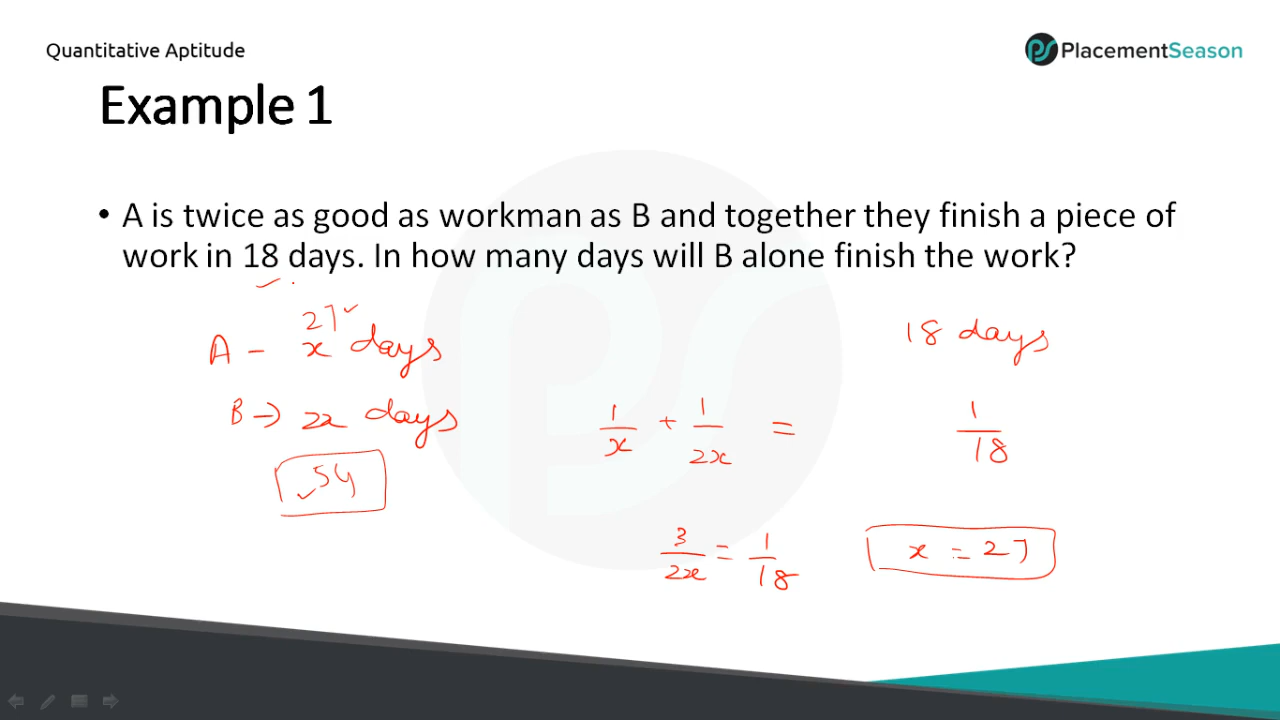 Quantitative Aptitude
PlacementSeason
Example 1
• A is twice as good as workman as B and together they finish a piece of
work in 18 days. In how many days will B alone finish the work?
27
A - x days
18 days
B → 2x days
1/x + 1/2x = 1/18
54
3/2x = 1/18
x = 27